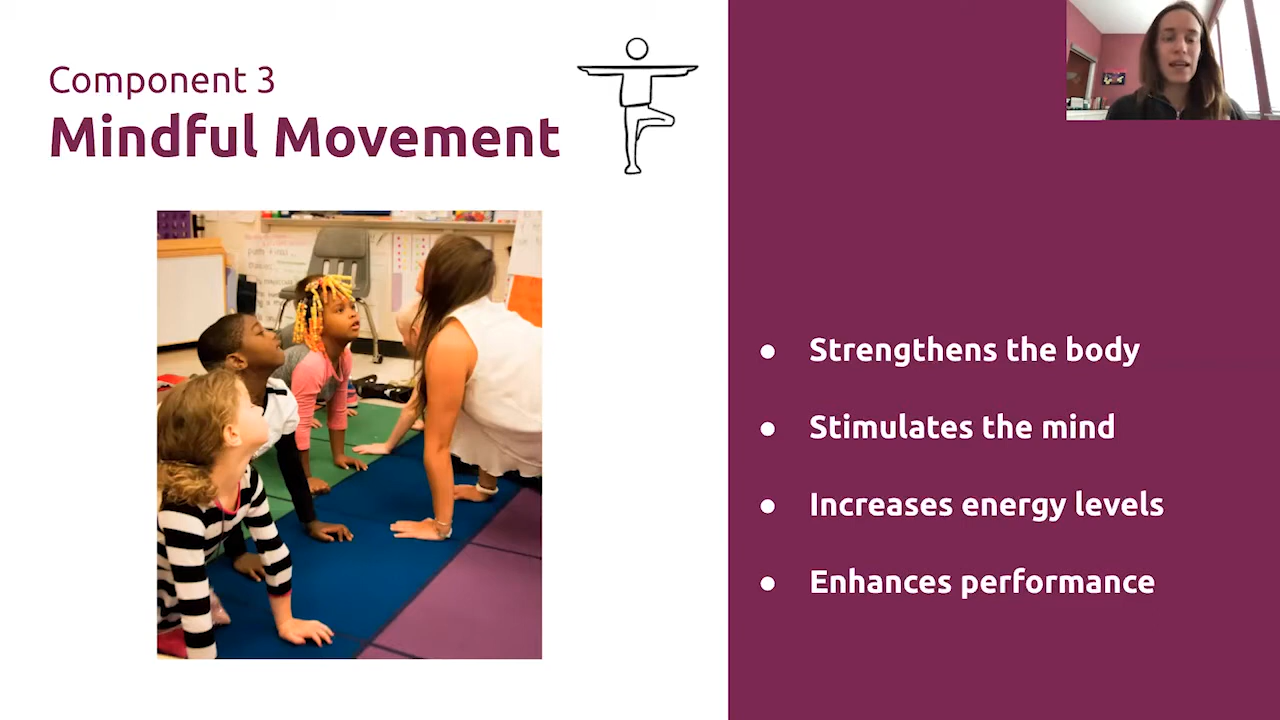 Component 3
Mindful Movement
● Strengthens the body
● Stimulates the mind
● Increases energy levels
● Enhances performance